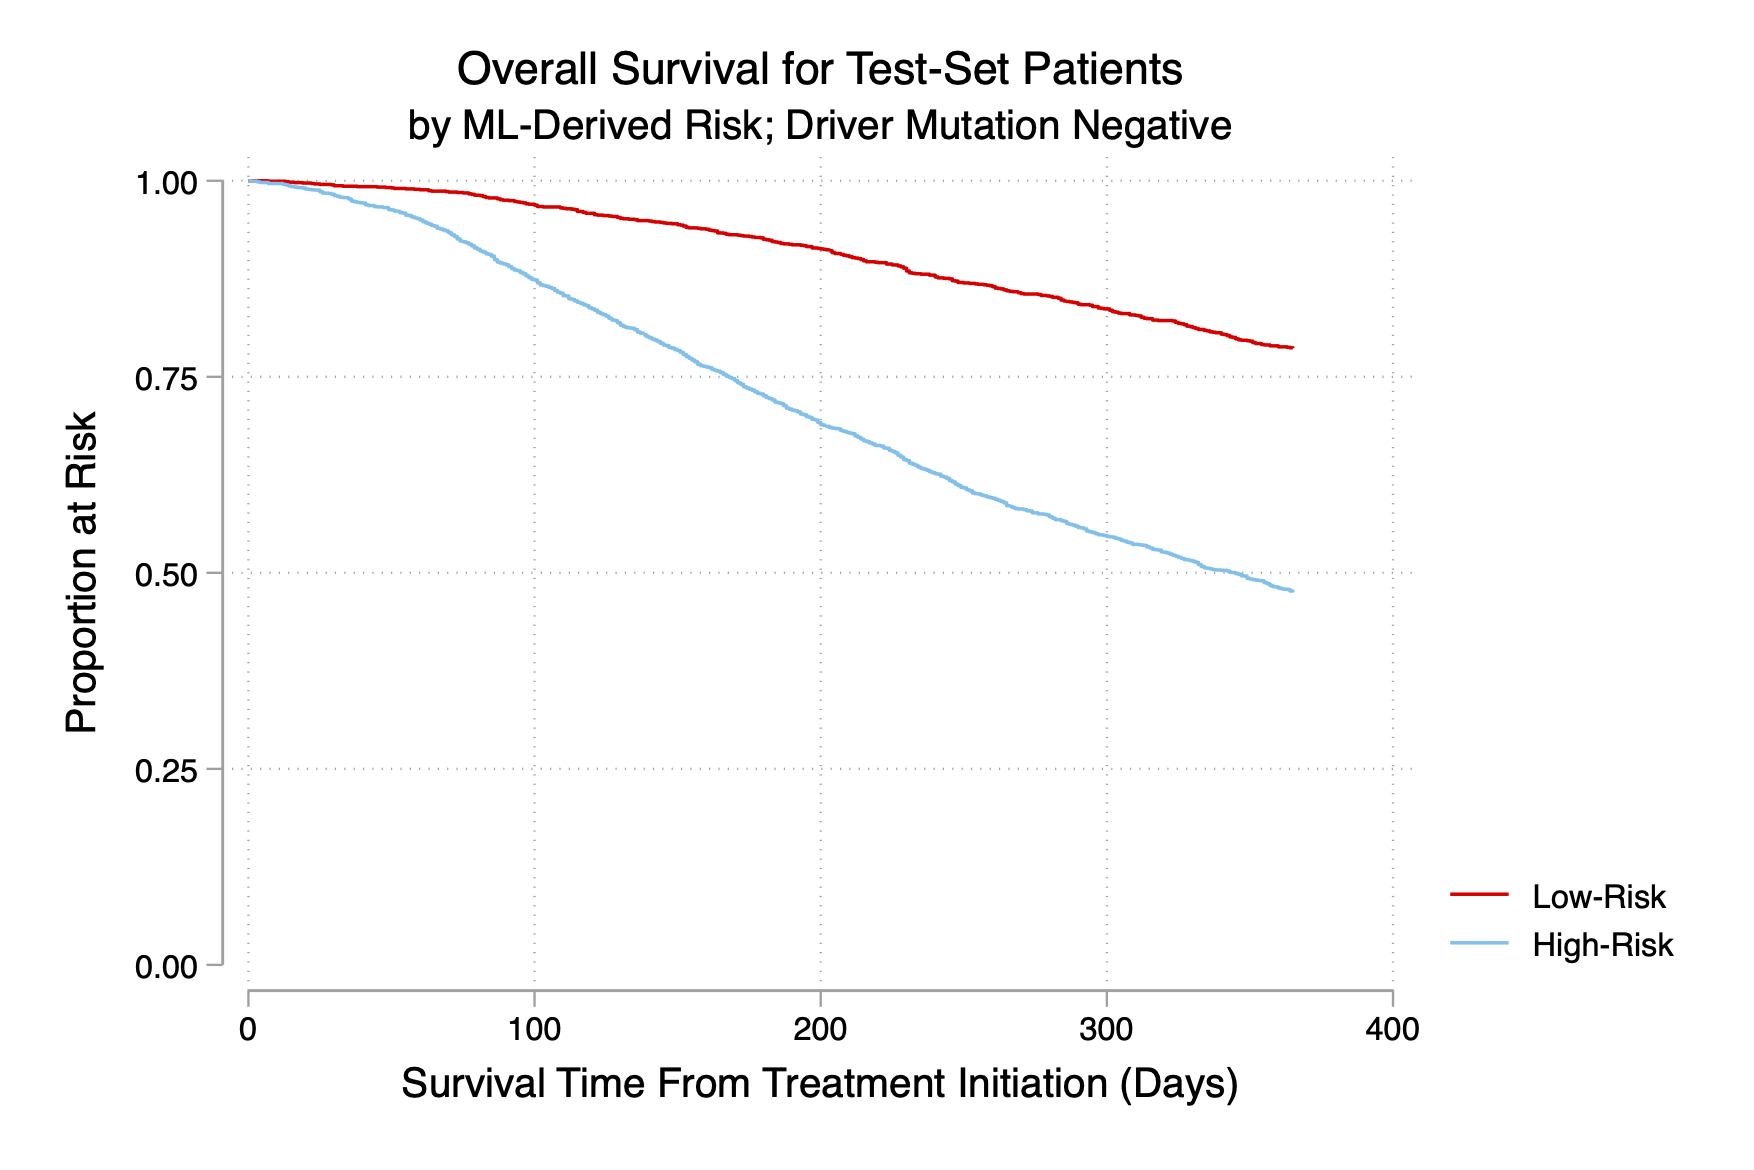 Overall Survival for Test-Set Patients
by ML-Derived Risk; Driver Mutation Negative
Proportion at Risk
1.00
0.75
0.50
0.25
0.00
0 100 200 300 400
Survival Time From Treatment Initiation (Days)
Low-Risk
High-Risk